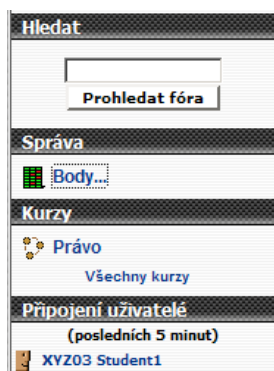 Hledat
Prohledat fóra
Správa
Body...
Kurzy
Právo
Všechny kurzy
Připojení uživatelé
(posledních 5 minut)
XYZ03 Student1